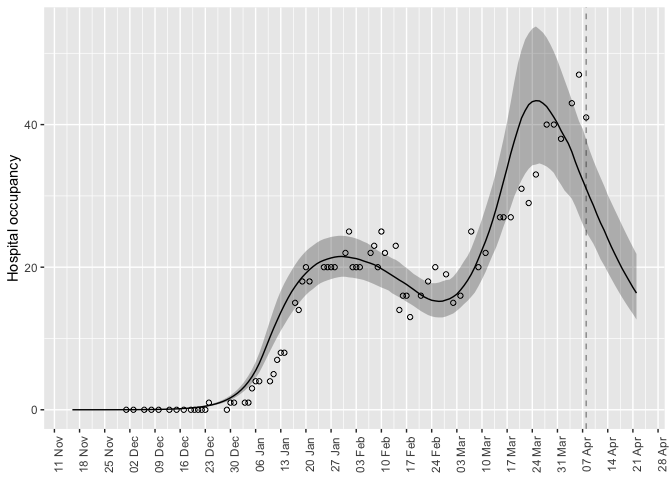 Hospital occupancy
40
20
0
11 Nov
18 Nov
25 Nov
02 Dec
09 Dec
16 Dec
23 Dec
30 Dec
06 Jan
13 Jan
20 Jan
27 Jan
03 Feb
10 Feb
17 Feb
24 Feb
03 Mar
10 Mar
17 Mar
24 Mar
31 Mar
07 Apr
14 Apr
21 Apr
28 Apr